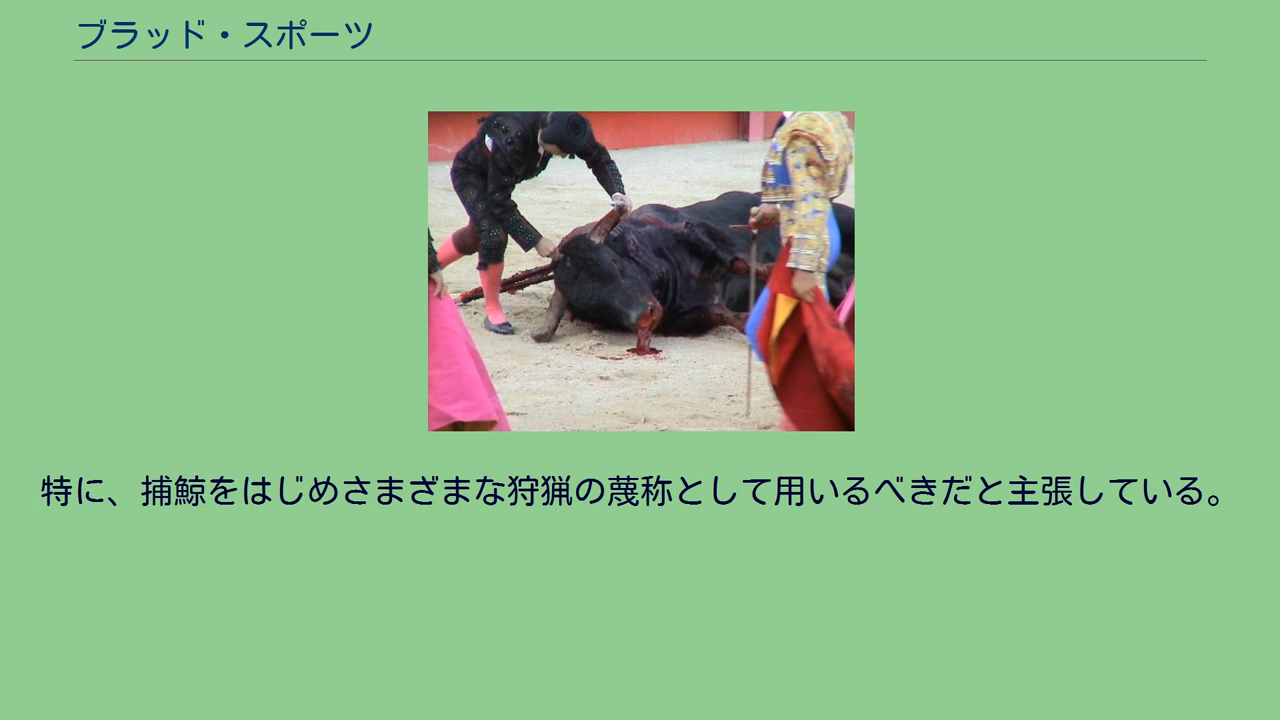 ブラッド・スポーツ
特に、捕鯨をはじめさまざまな狩猟の蔑称として用いるべきだと主張している。